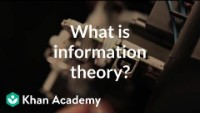 What is
information
theory?
Khan Academy